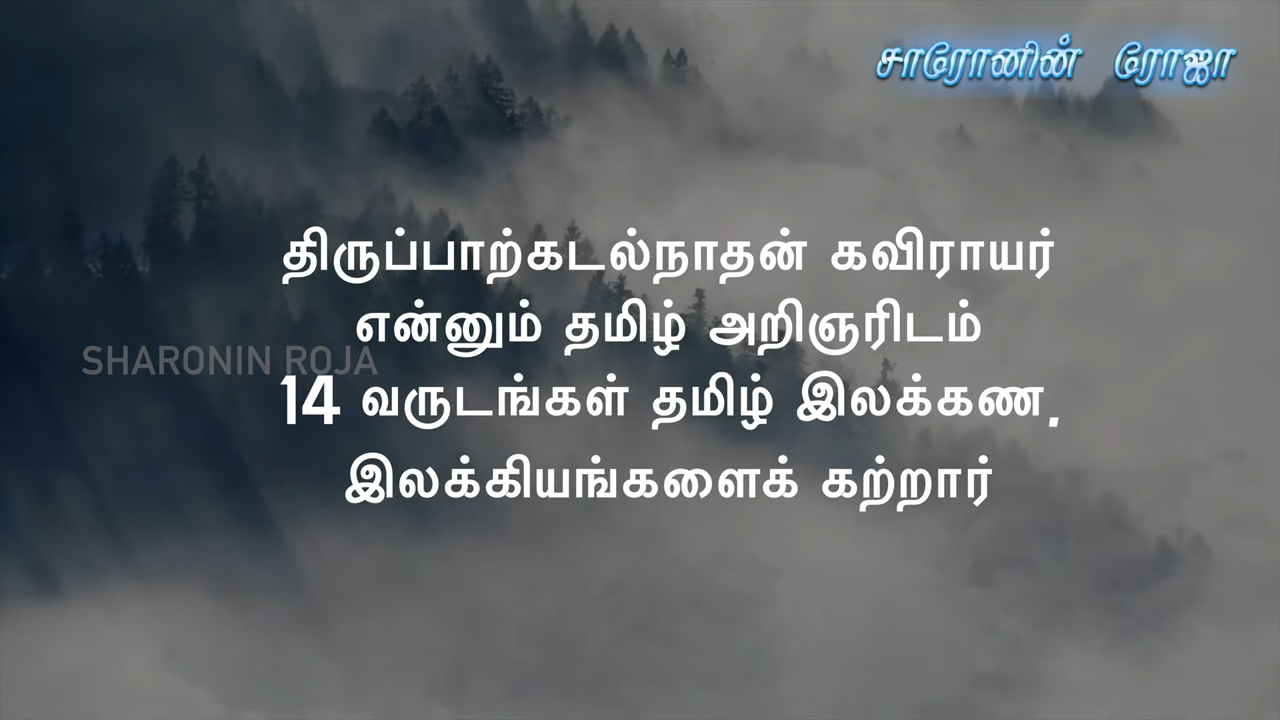 சாரோனின் ரோஜா
திருப்பாற்கடல்நாதன் கவிராயர்
என்னும் தமிழ் அறிஞரிடம்
SHARONIN ROJA
14 வருடங்கள் தமிழ் இலக்கண,
இலக்கியங்களைக் கற்றார்